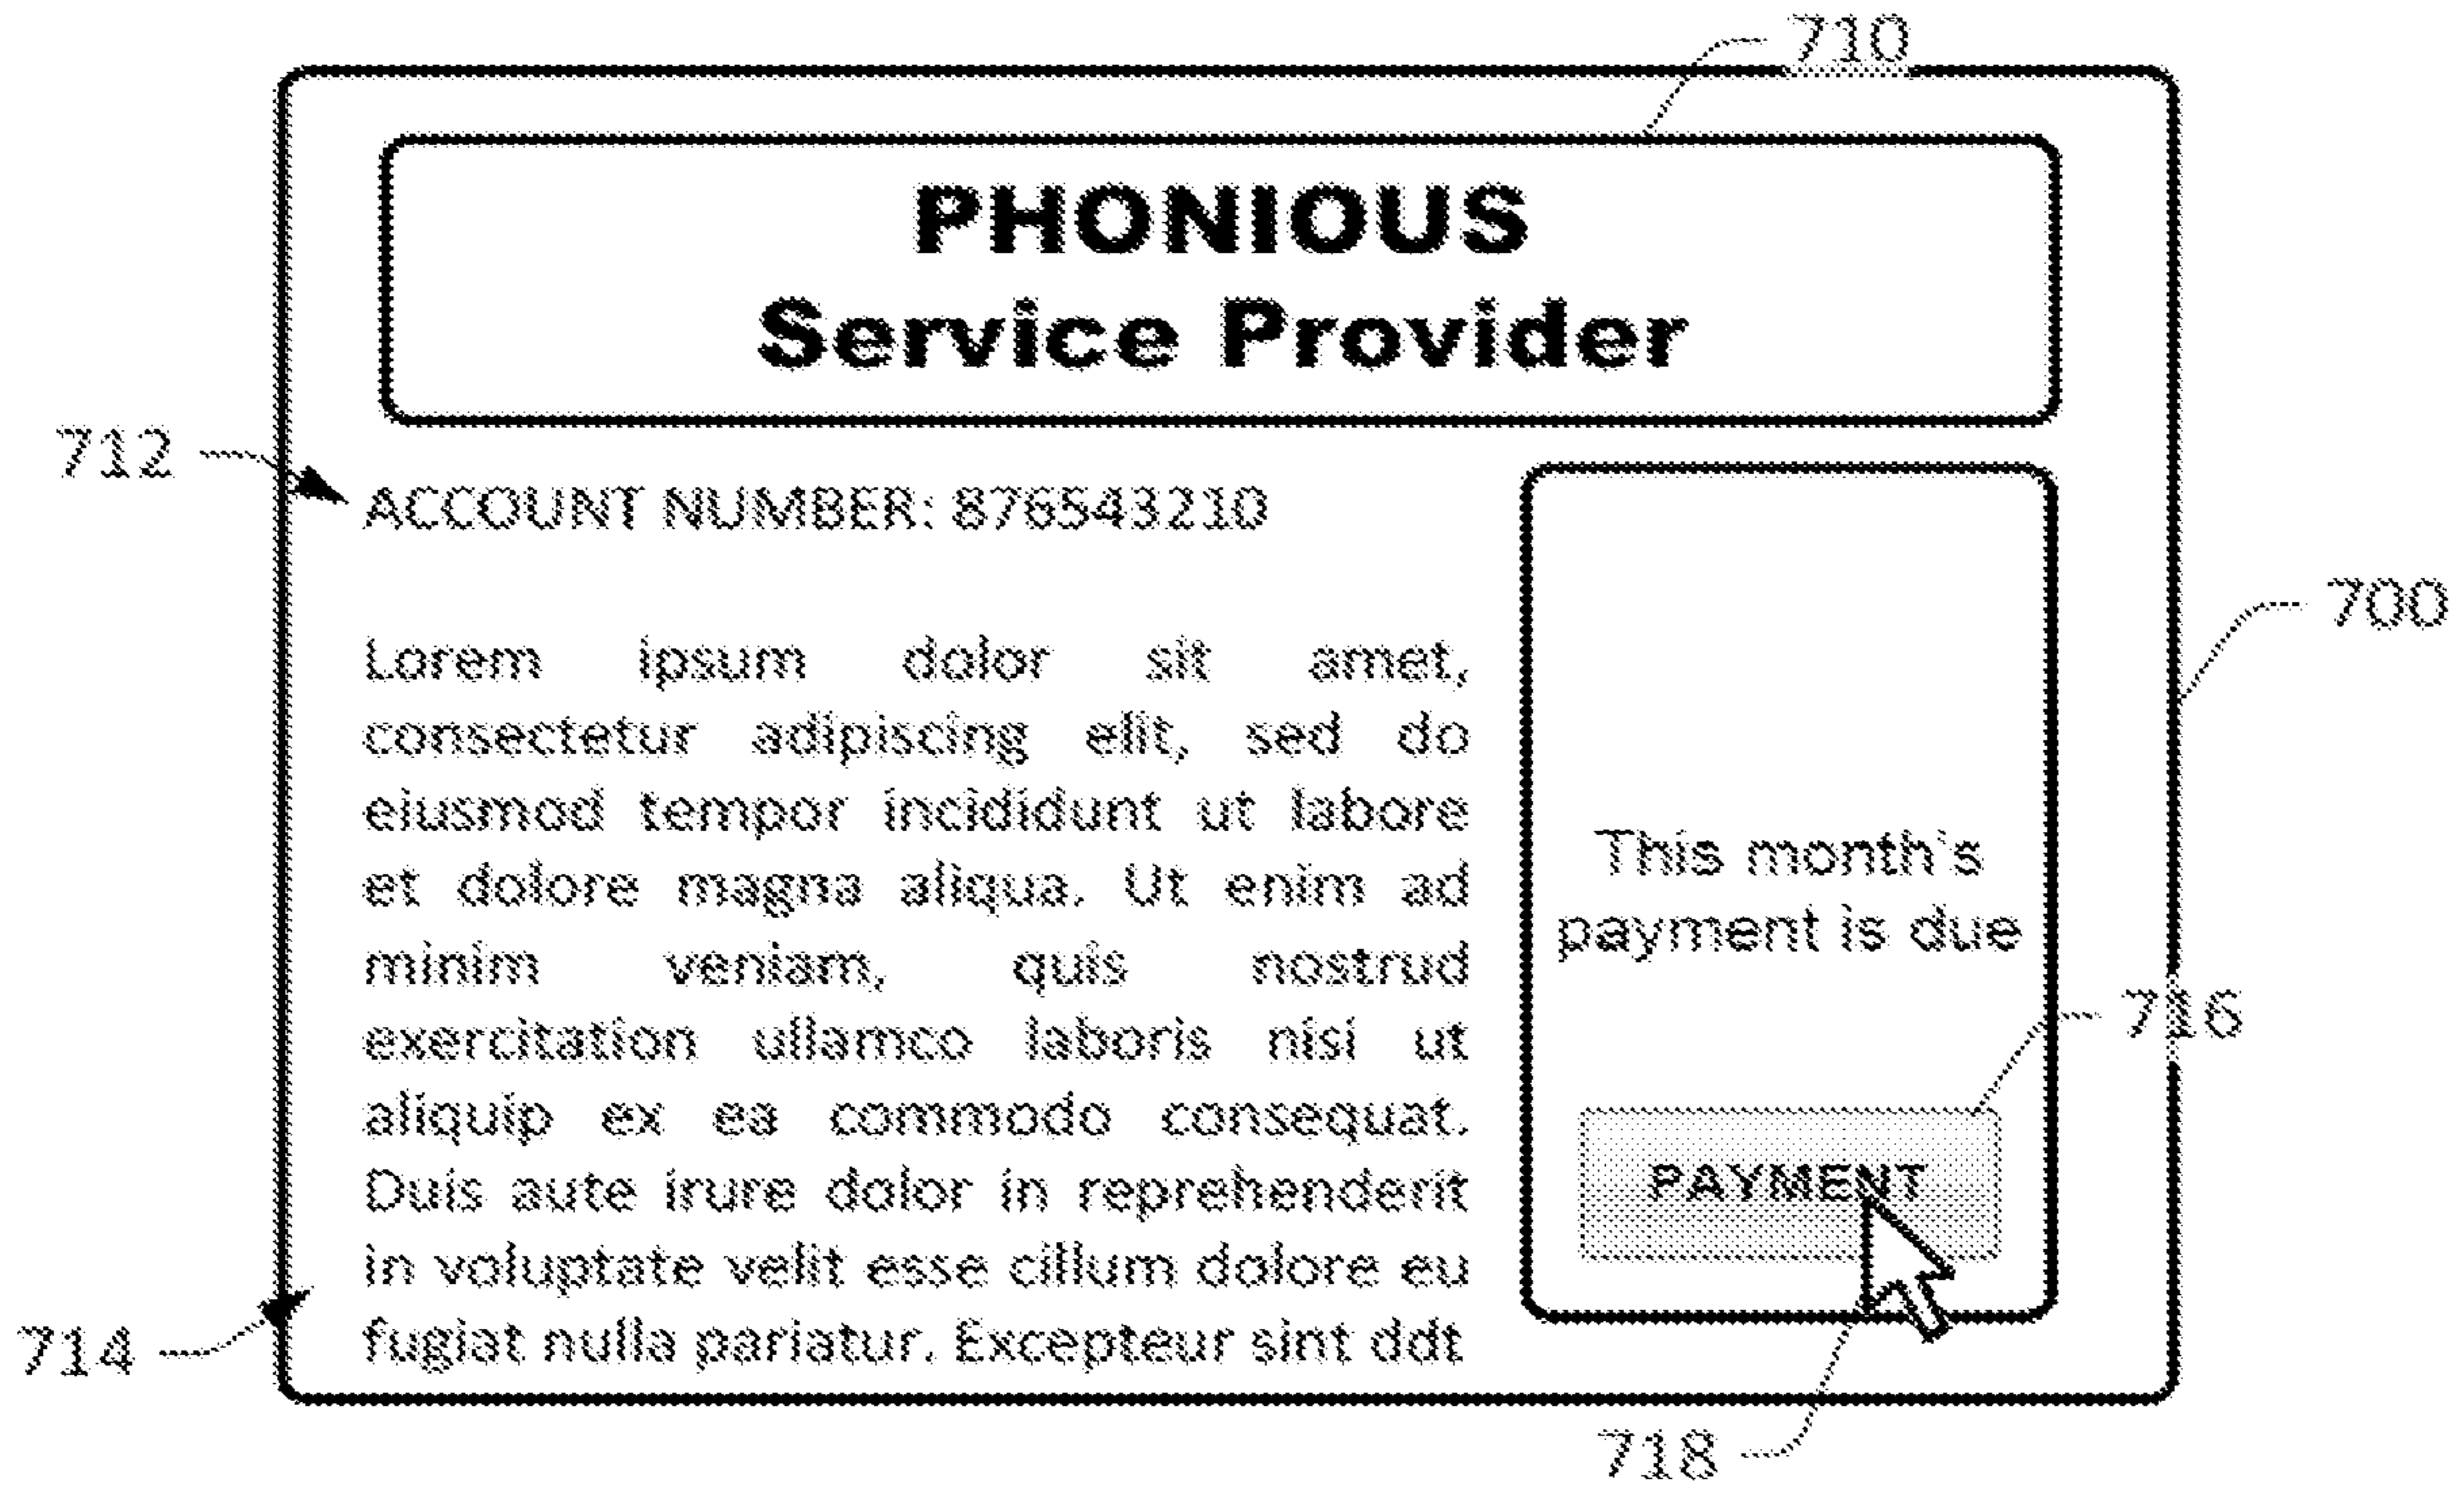 710
PHONIOUS
Service Provider
712
ACCOUNT NUMBER: 876543210
700
Lorem ipsum dolor sit amet,
consectetur adipiscing elit, sed do
eiusmod tempor incididunt ut labore
et dolore magna aliqua. Ut enim ad
minim veniam, quis nostrud
exercitation ullamco laboris nisi ut
aliquip ex ea commodo consequat.
Duis aute irure dolor in reprehenderit
in voluptate velit esse cillum dolore eu
fugiat nulla pariatur. Excepteur sint ddt
714
This month's
payment is due
716
PAYMENT
718